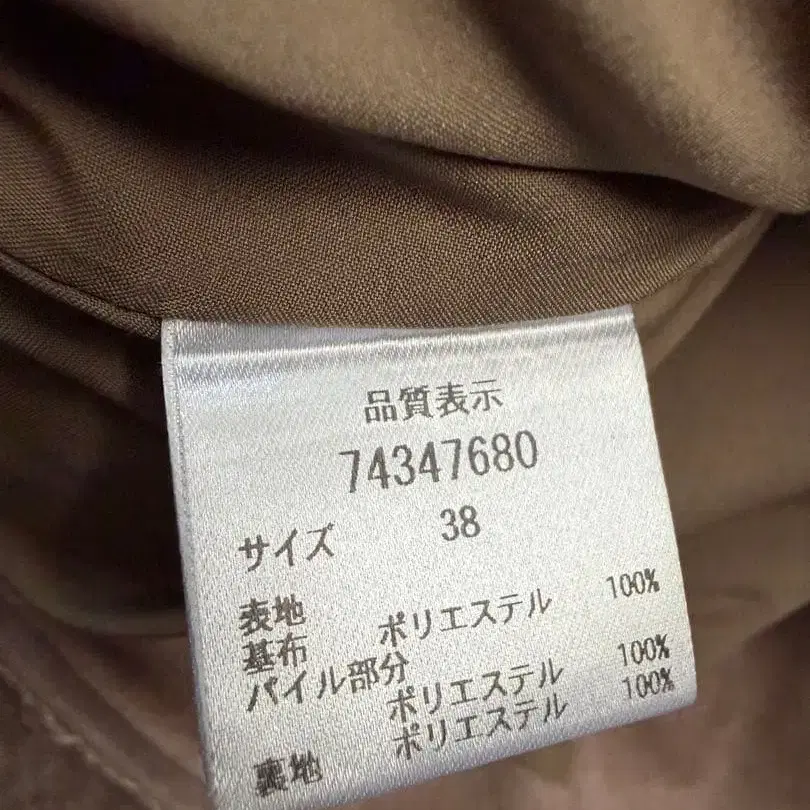 品質表示
74347680
サイズ 38
表地
基布 ポリエステル 100%
パイル部分
ポリエステル 100%
裏地 ポリエステル 100%